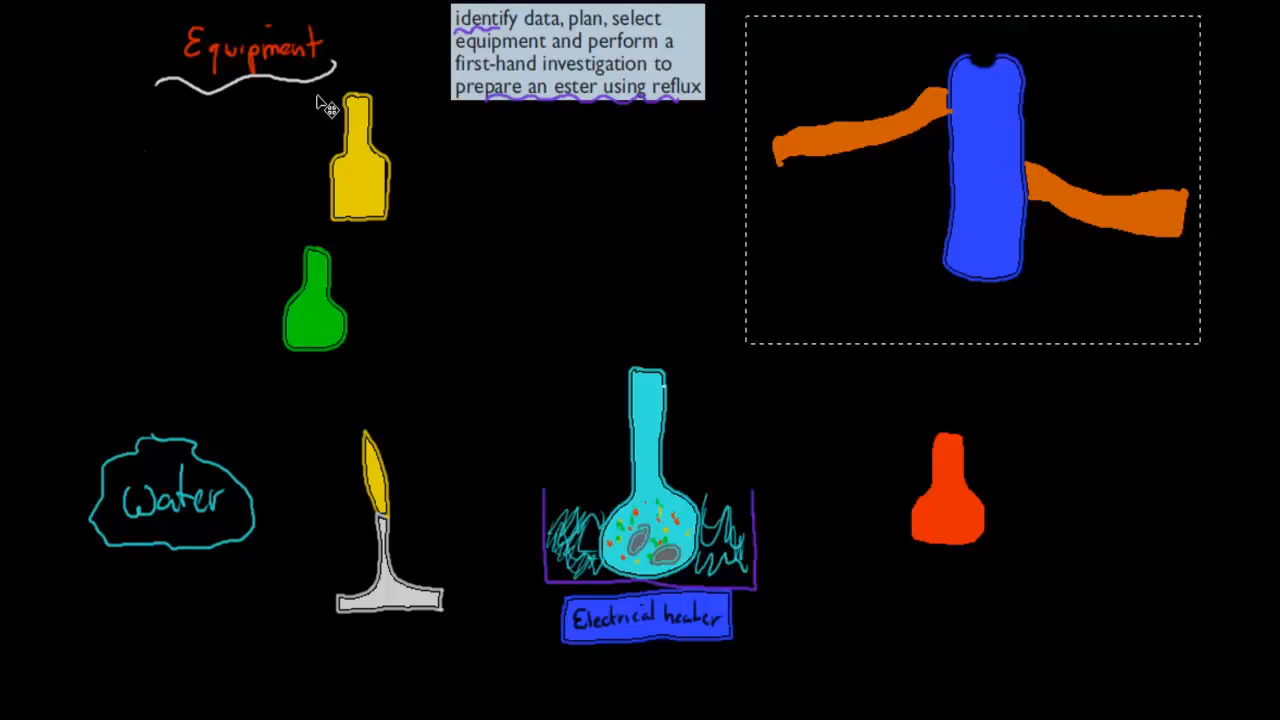 Equipment
identify data, plan, select
equipment and perform a
first-hand investigation to
prepare an ester using reflux
water
Electrical heater